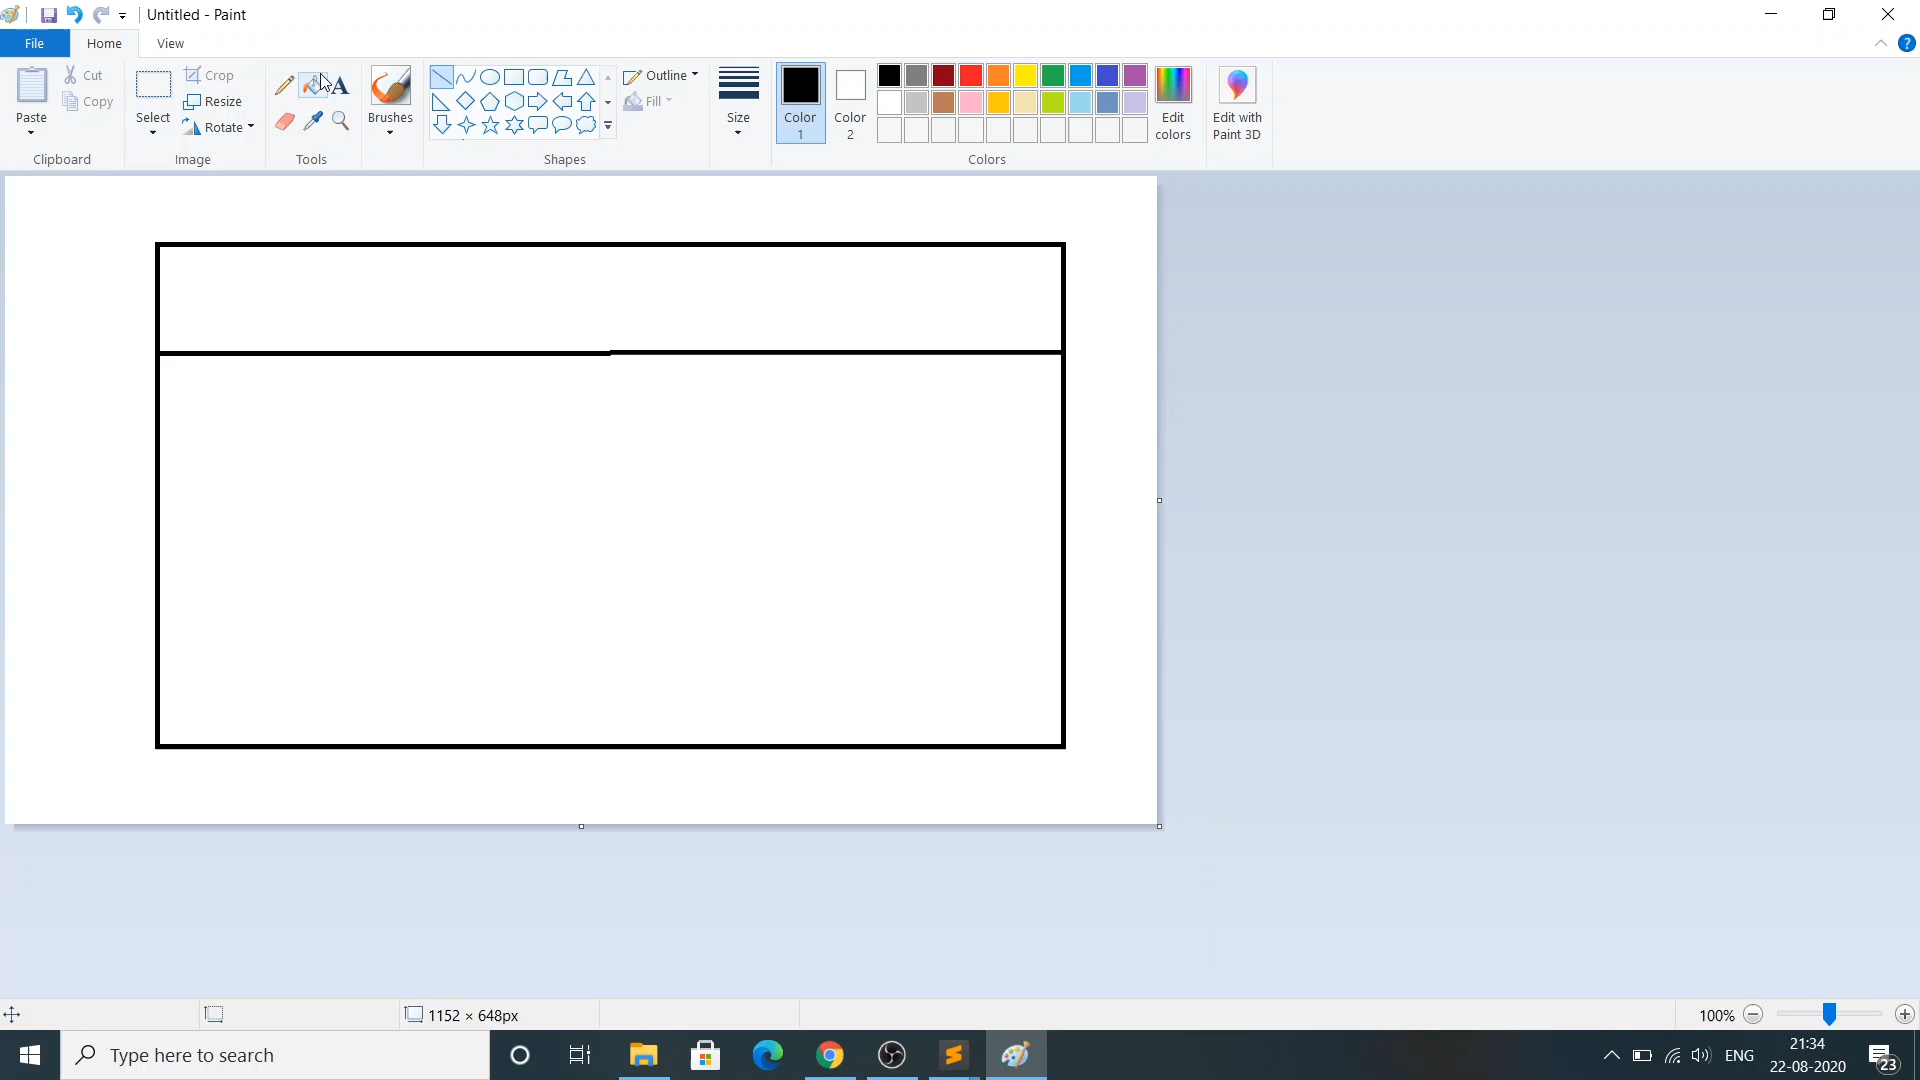 Untitled - Paint
File Home View
Paste
Cut
Copy
Clipboard
Select
Crop
Resize
Rotate
Image
A
Tools
Brushes
Shapes
Outline
Fill
Size
Color 1
Color 2
Colors
Edit colors
Edit with Paint 3D
?
1152 × 648px
100%
Type here to search
ENG
21:34
22-08-2020
23